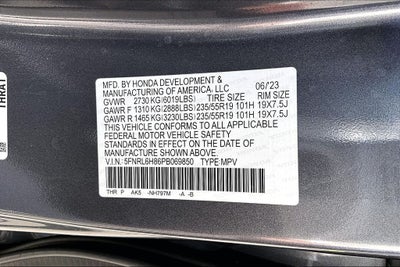 MFD BY HONDA DEVELOPMENT &
MANUFACTURING OF AMERICA, LLC 06/'23
GVWR 2730 KG(6019LBS) TIRE SIZE RIM SIZE
GAWR F 1310 KG(2888LBS) 235/55R19 101H 19X7.5J
GAWR R 1465 KG(3230LBS) 235/55R19 101H 19X7.5J
THIS VEHICLE CONFORMS TO ALL APPLICABLE
FEDERAL MOTOR VEHICLE SAFETY
STANDARDS IN EFFECT ON THE DATE OF
MANUFACTURE SHOWN ABOVE.
V.I.N. 5FNRL6H86PB069850 TYPE:MPV
THR P AK5 -NH797M -A -B
THRA1